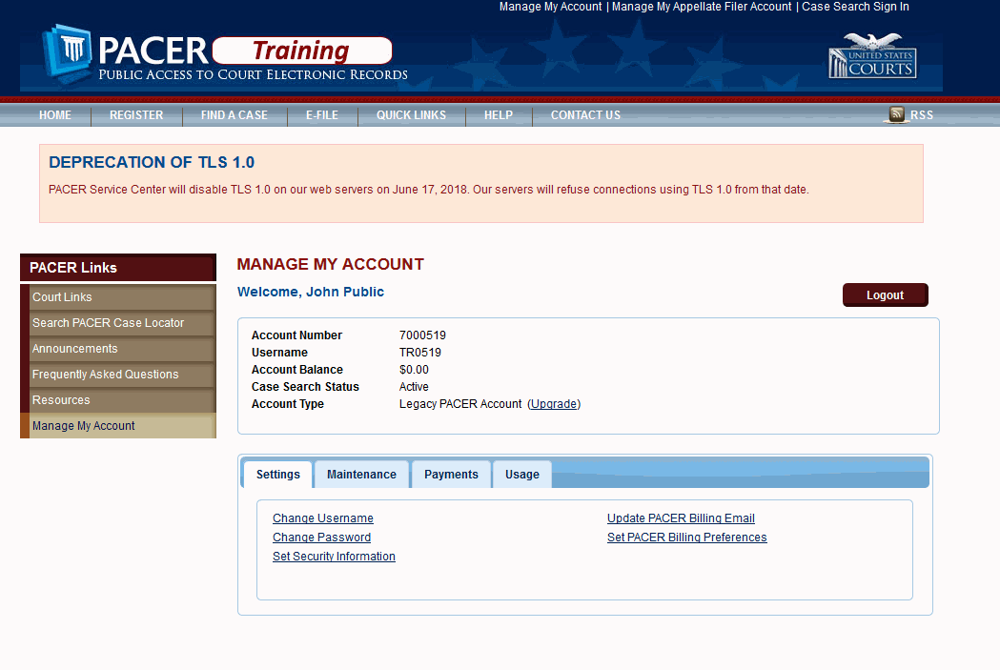 Manage My Account | Manage My Appellate Filer Account | Case Search Sign In
PACER Training
PUBLIC ACCESS TO COURT ELECTRONIC RECORDS
UNITED STATES
COURTS
HOME REGISTER FIND A CASE E-FILE QUICK LINKS HELP CONTACT US RSS
DEPRECATION OF TLS 1.0
PACER Service Center will disable TLS 1.0 on our web servers on June 17, 2018. Our servers will refuse connections using TLS 1.0 from that date.
PACER Links
Court Links
Search PACER Case Locator
Announcements
Frequently Asked Questions
Resources
Manage My Account
MANAGE MY ACCOUNT
Welcome, John Public
Logout
Account Number 7000519
Username TR0519
Account Balance $0.00
Case Search Status Active
Account Type Legacy PACER Account (Upgrade)
Settings Maintenance Payments Usage
Change Username Update PACER Billing Email
Change Password Set PACER Billing Preferences
Set Security Information